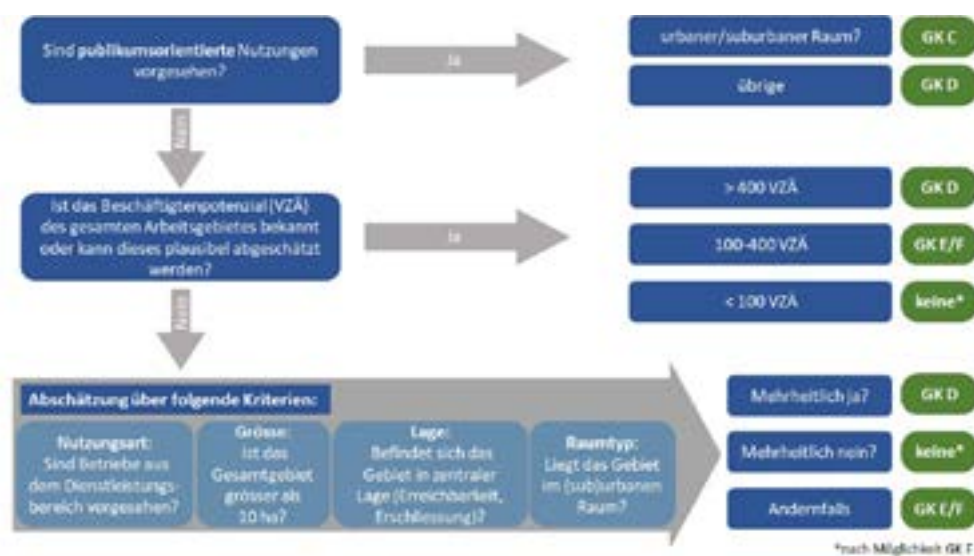 Sind publikumsorientierte Nutzungen
vorgesehen?
Ja
urbaner/suburbaner Raum?
GK C
übrige
GK D
Nein
Ist das Beschäftigtenpotenzial (VZÄ)
des gesamten Arbeitsgebietes bekannt
oder kann dieses plausibel abgeschätzt
werden?
Ja
> 400 VZÄ
GK D
100-400 VZÄ
GK E/F
< 100 VZÄ
keine*
Nein
Abschätzung über folgende Kriterien:
Nutzungsart:
Sind Betriebe aus
dem Dienstleistungs-
bereich vorgesehen?
Grösse:
Ist das
Gesamtgebiet
grösser als
10 ha?
Lage:
Befindet sich das
Gebiet in zentraler
Lage (Erreichbarkeit,
Erschliessung)?
Raumtyp:
Liegt das Gebiet
im (sub)urbanen
Raum?
Mehrheitlich ja?
GK D
Mehrheitlich nein?
keine*
Andernfalls
GK E/F
*nach Möglichkeit GK